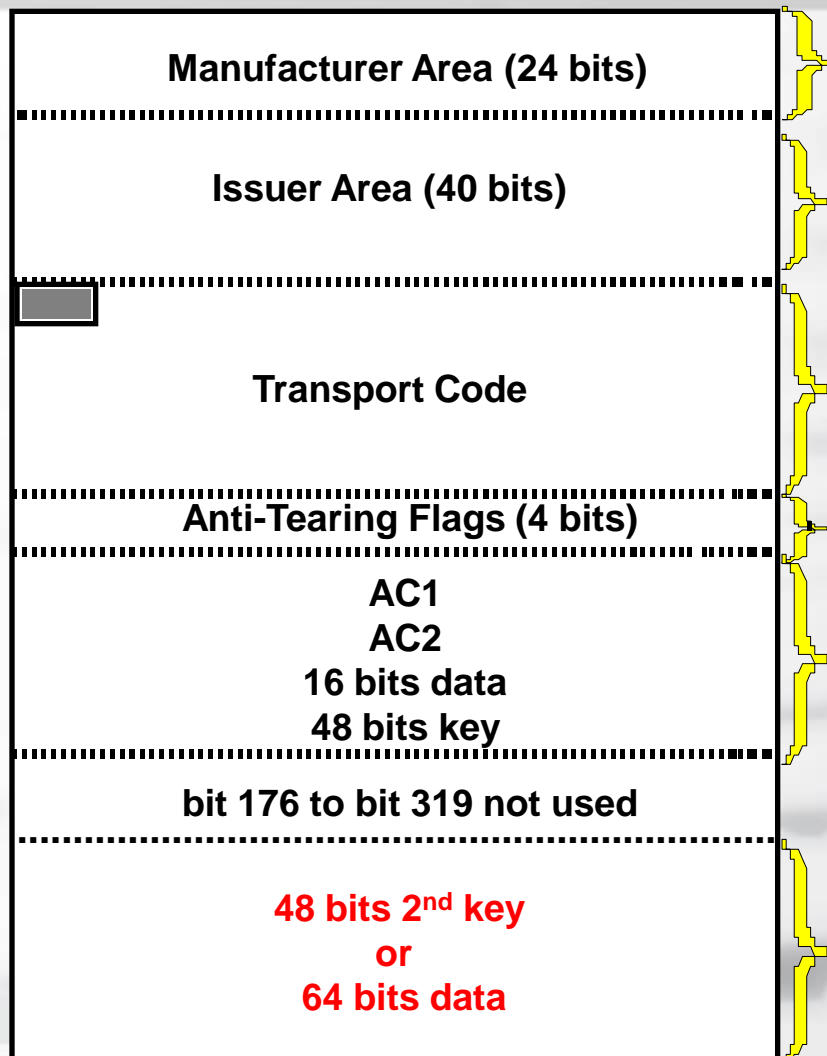 Manufacturer Area (24 bits)
Issuer Area (40 bits)
Transport Code
Anti-Tearing Flags (4 bits)
AC1
AC2
16 bits data
48 bits key
bit 176 to bit 319 not used
48 bits 2nd key
or
64 bits data